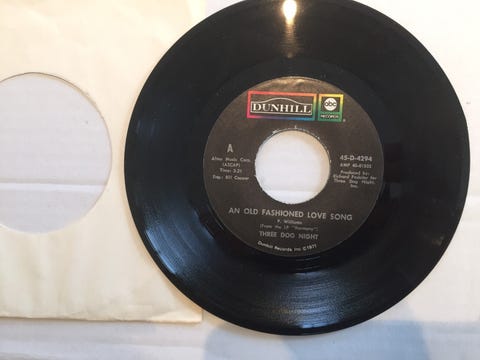 DUNHILL
abc
RECORDS
A
Almo Music Corp.
(ASCAP)
Time: 3:21
Eng: Bill Cooper
45-D-4294
Produced by:
Richard Podolor for
Three Dog Night,
Inc.
AN OLD FASHIONED LOVE SONG
P. Williams
(From the LP "Harmony")
THREE DOG NIGHT
Dunhill Records Inc © 1971